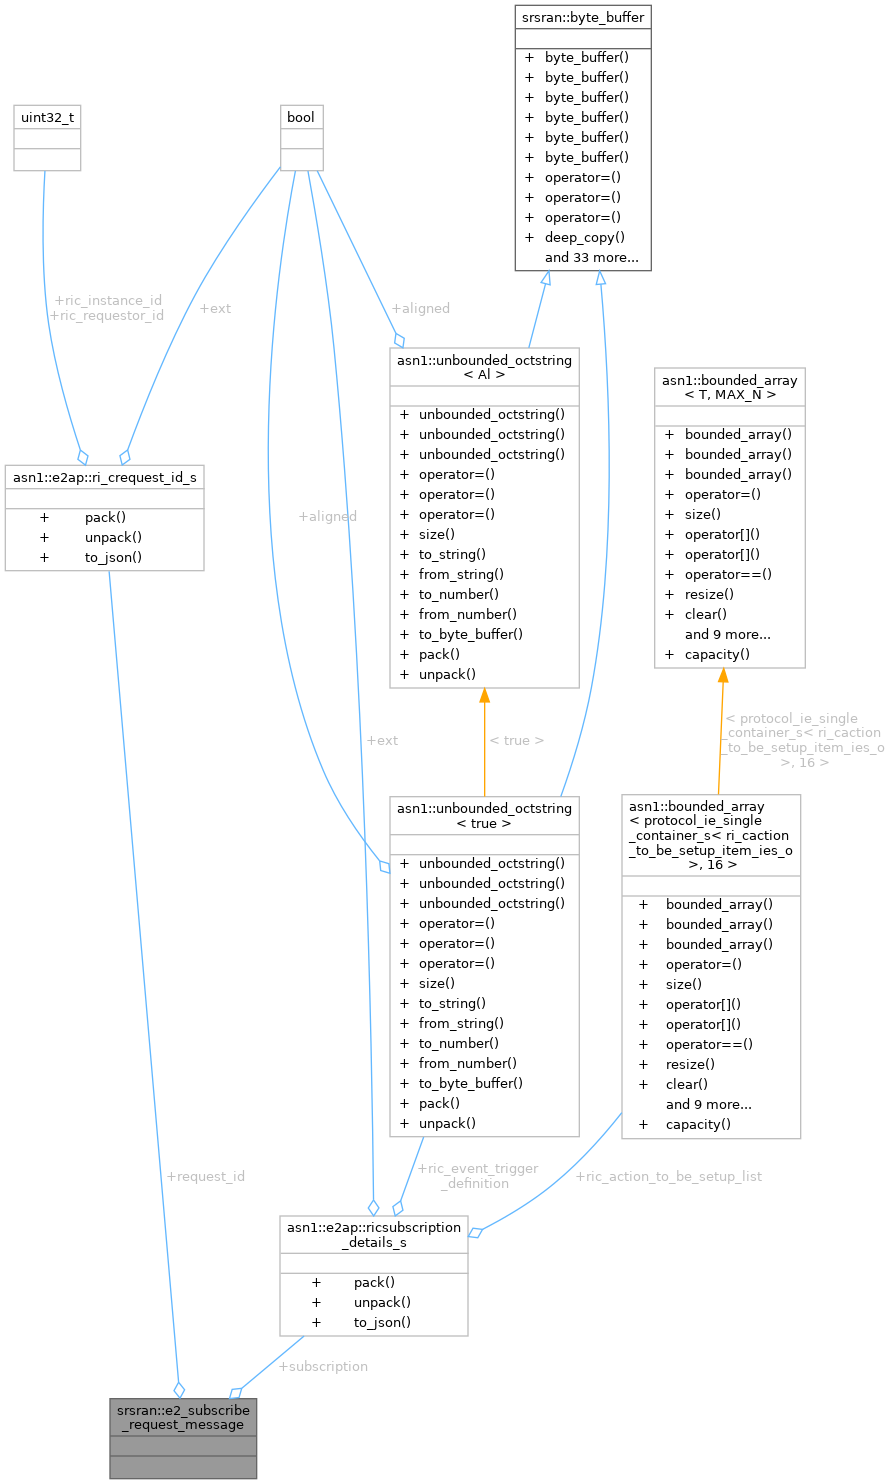 srsran::byte_buffer
+ byte_buffer()
+ byte_buffer()
+ byte_buffer()
+ byte_buffer()
+ byte_buffer()
+ byte_buffer()
+ operator=()
+ operator=()
+ operator=()
+ deep_copy()
and 33 more...
uint32_t
bool
+ric_instance_id
+ric_requestor_id
+ext
+aligned
asn1::unbounded_octstring
< Al >
+ unbounded_octstring()
+ unbounded_octstring()
+ unbounded_octstring()
+ operator=()
+ operator=()
+ operator=()
+ size()
+ to_string()
+ from_string()
+ to_number()
+ from_number()
+ to_byte_buffer()
+ pack()
+ unpack()
asn1::bounded_array
< T, MAX_N >
+ bounded_array()
+ bounded_array()
+ bounded_array()
+ operator=()
+ size()
+ operator[]()
+ operator[]()
+ operator==()
+ resize()
+ clear()
and 9 more...
+ capacity()
asn1::e2ap::ri_crequest_id_s
+ pack()
+ unpack()
+ to_json()
+aligned
+ext
< true >
< protocol_ie_single
_container_s< ri_caction
_to_be_setup_item_ies_o
>, 16 >
asn1::unbounded_octstring
< true >
+ unbounded_octstring()
+ unbounded_octstring()
+ unbounded_octstring()
+ operator=()
+ operator=()
+ operator=()
+ size()
+ to_string()
+ from_string()
+ to_number()
+ from_number()
+ to_byte_buffer()
+ pack()
+ unpack()
asn1::bounded_array
< protocol_ie_single
_container_s< ri_caction
_to_be_setup_item_ies_o
>, 16 >
+ bounded_array()
+ bounded_array()
+ bounded_array()
+ operator=()
+ size()
+ operator[]()
+ operator[]()
+ operator==()
+ resize()
+ clear()
and 9 more...
+ capacity()
+request_id
+ric_event_trigger
_definition
+ric_action_to_be_setup_list
asn1::e2ap::ricsubscription
_details_s
+ pack()
+ unpack()
+ to_json()
+subscription
srsran::e2_subscribe
_request_message